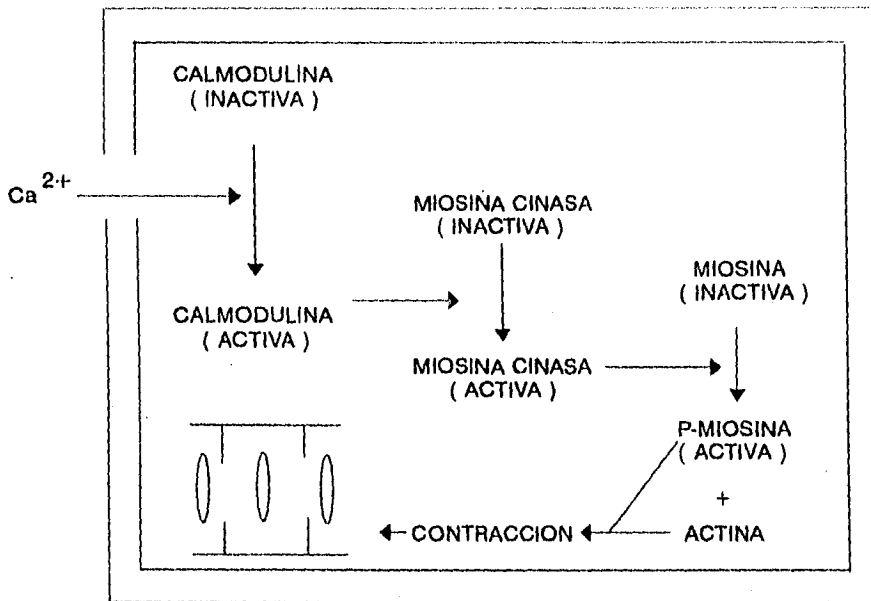 CALMODULINA
( INACTIVA )
Ca 2+
MIOSINA CINASA
( INACTIVA )
MIOSINA
( INACTIVA )
CALMODULINA
( ACTIVA )
MIOSINA CINASA
( ACTIVA )
P-MIOSINA
( ACTIVA )
+
CONTRACCION
ACTINA